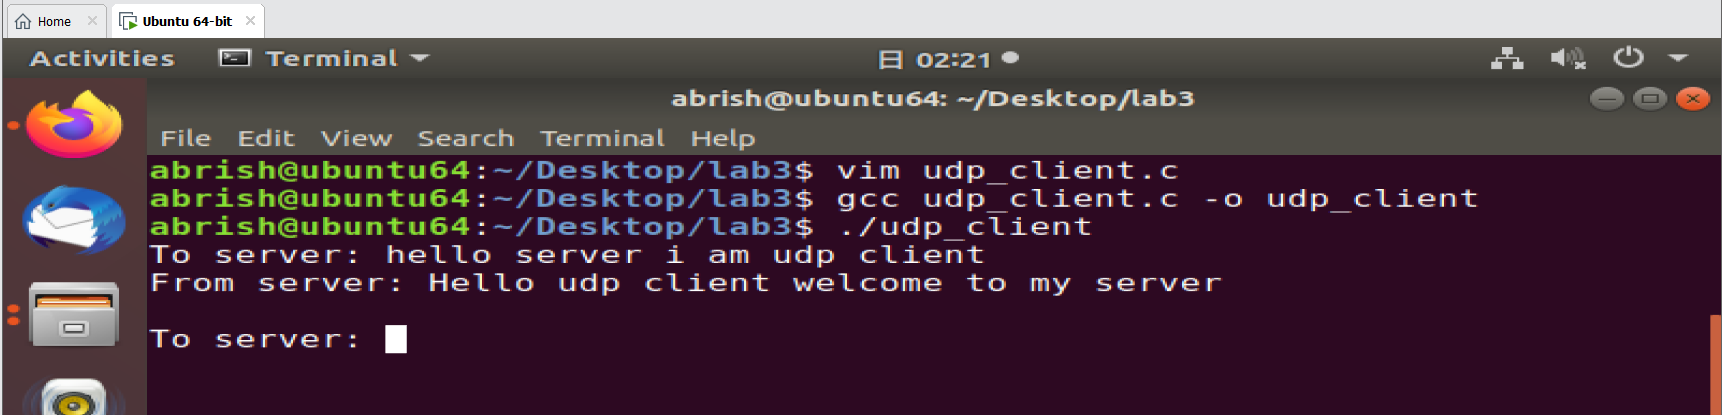 Home
Ubuntu 64-bit
Activities Terminal 日 02:21
abrish@ubuntu64: ~/Desktop/lab3
File Edit View Search Terminal Help
abrish@ubuntu64:~/Desktop/lab3$ vim udp_client.c
abrish@ubuntu64:~/Desktop/lab3$ gcc udp_client.c -o udp_client
abrish@ubuntu64:~/Desktop/lab3$ ./udp_client
To server: hello server i am udp client
From server: Hello udp client welcome to my server
To server: